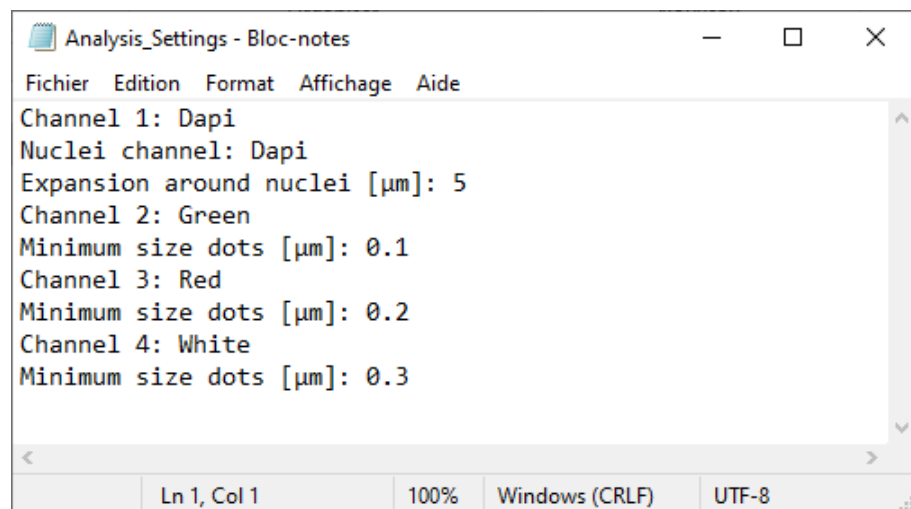 Analysis_Settings - Bloc-notes
Fichier Edition Format Affichage Aide
Channel 1: Dapi
Nuclei channel: Dapi
Expansion around nuclei [µm]: 5
Channel 2: Green
Minimum size dots [µm]: 0.1
Channel 3: Red
Minimum size dots [µm]: 0.2
Channel 4: White
Minimum size dots [µm]: 0.3
Ln 1, Col 1 100% Windows (CRLF) UTF-8